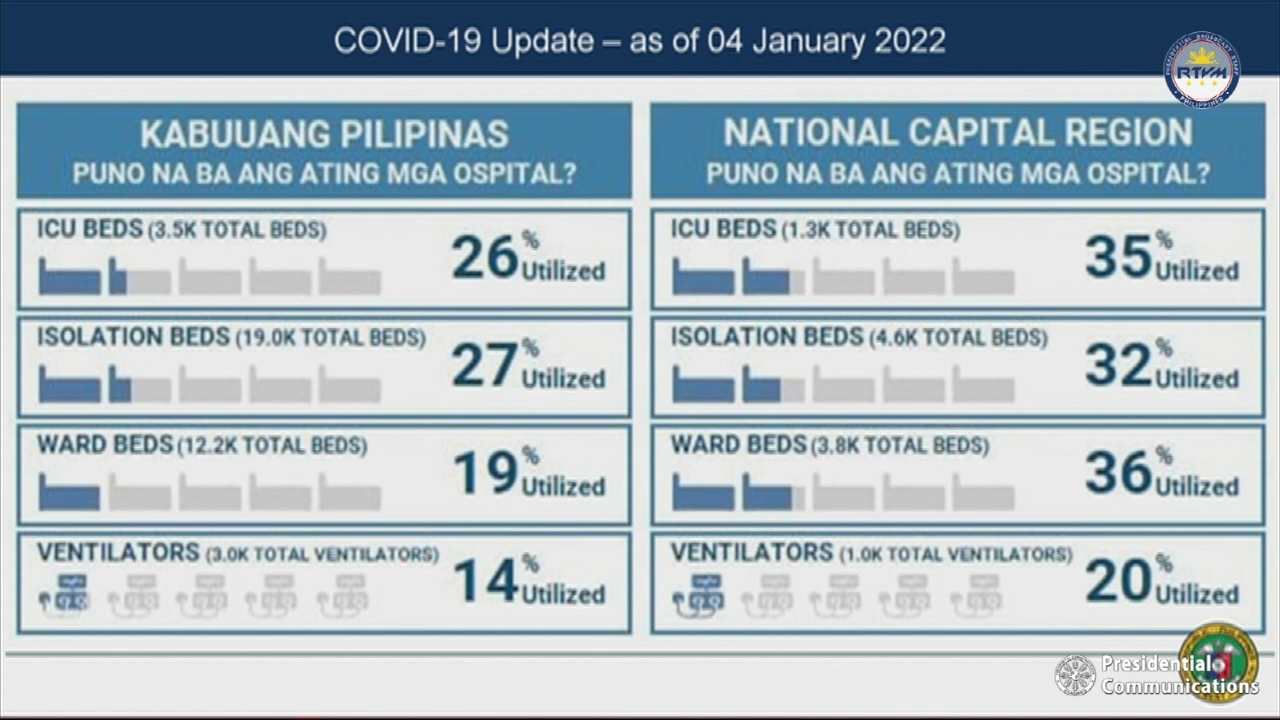 COVID-19 Update – as of 04 January 2022
RTVM
PHILIPPINES
KABUUANG PILIPINAS
PUNO NA BA ANG ATING MGA OSPITAL?
ICU BEDS (3.5K TOTAL BEDS)
26% Utilized
ISOLATION BEDS (19.0K TOTAL BEDS)
27% Utilized
WARD BEDS (12.2K TOTAL BEDS)
19% Utilized
VENTILATORS (3.0K TOTAL VENTILATORS)
14% Utilized
NATIONAL CAPITAL REGION
PUNO NA BA ANG ATING MGA OSPITAL?
ICU BEDS (1.3K TOTAL BEDS)
35% Utilized
ISOLATION BEDS (4.6K TOTAL BEDS)
32% Utilized
WARD BEDS (3.8K TOTAL BEDS)
36% Utilized
VENTILATORS (1.0K TOTAL VENTILATORS)
20% Utilized
Presidential
Communications